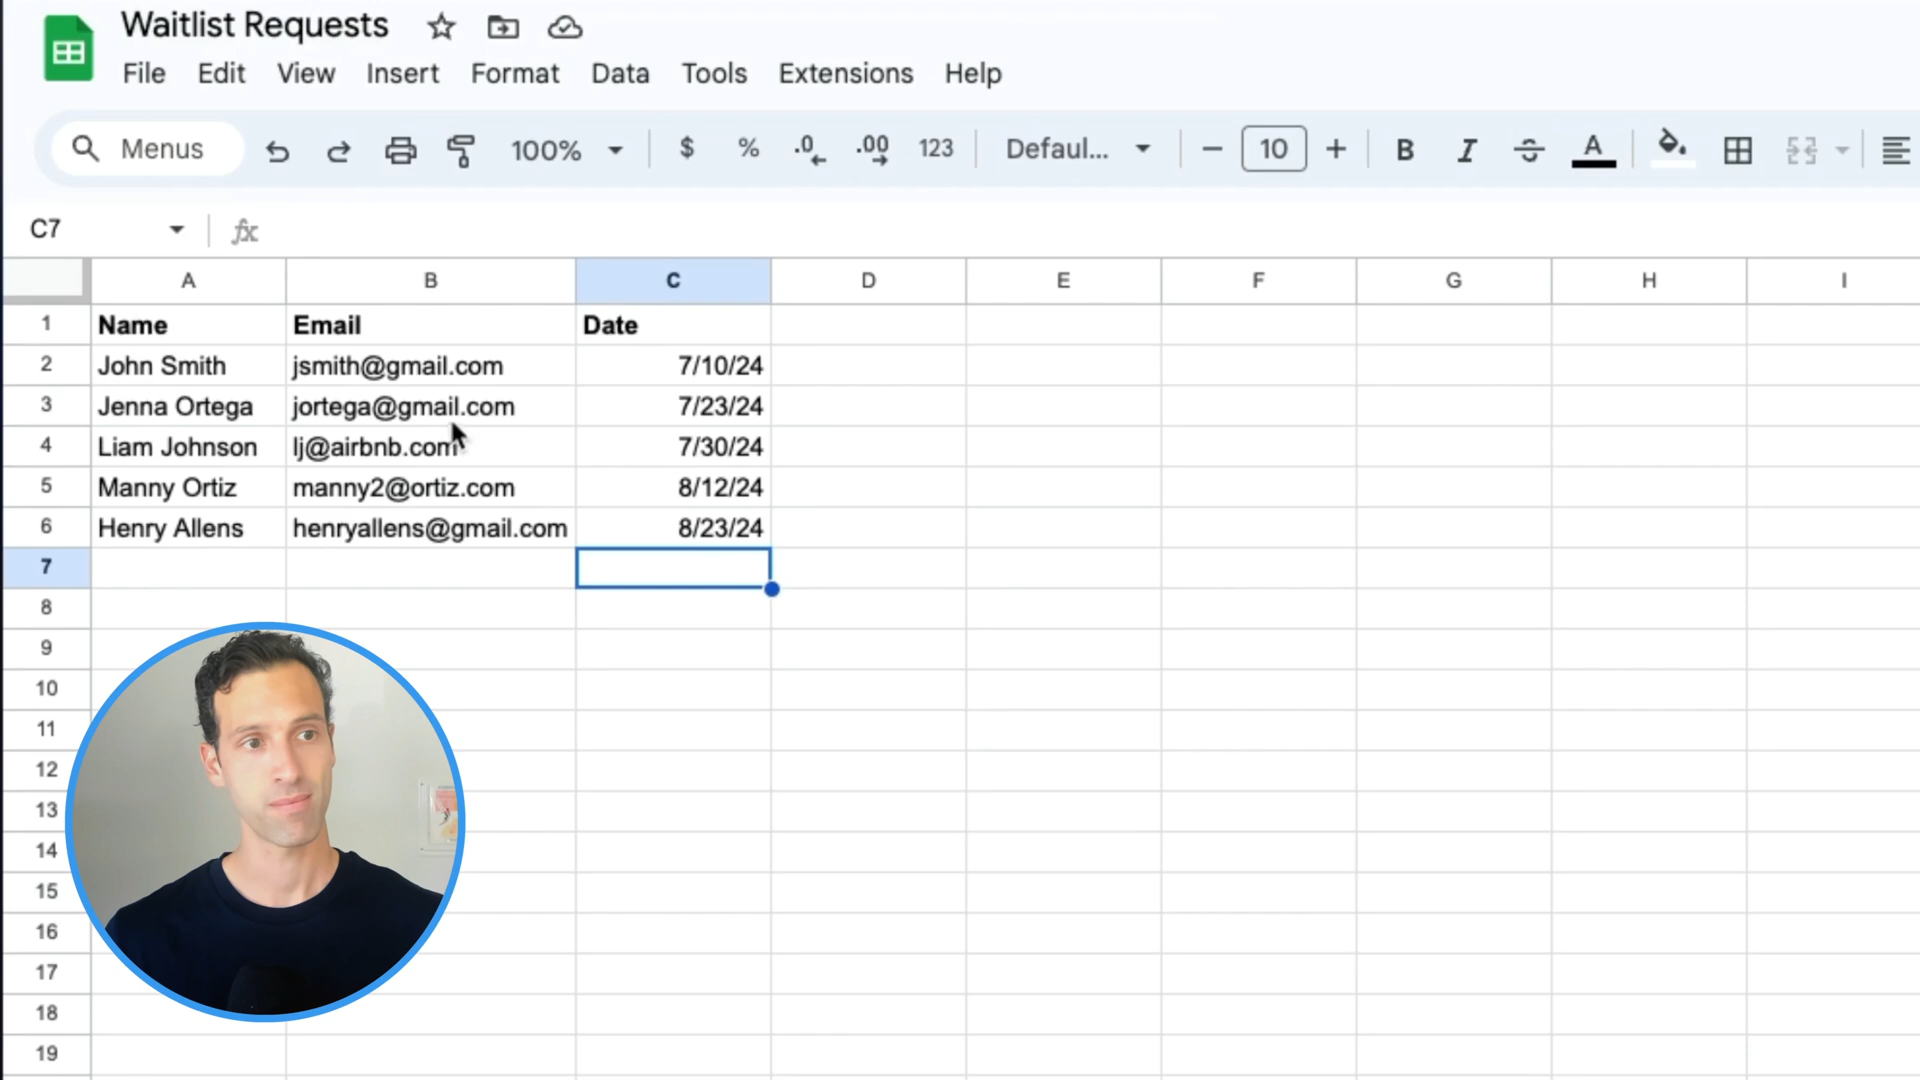 Waitlist Requests
File Edit View Insert Format Data Tools Extensions Help
Menus 100% $ % .0 .00 123 Defaul... 10 B I A
C7 fx
A B C D E F G H I
1 Name Email Date
2 John Smith jsmith@gmail.com 7/10/24
3 Jenna Ortega jortega@gmail.com 7/23/24
4 Liam Johnson lj@airbnb.com 7/30/24
5 Manny Ortiz manny2@ortiz.com 8/12/24
6 Henry Allens henryallens@gmail.com 8/23/24
7
8
9
10
11
12
13
14
15
16
17
18
19